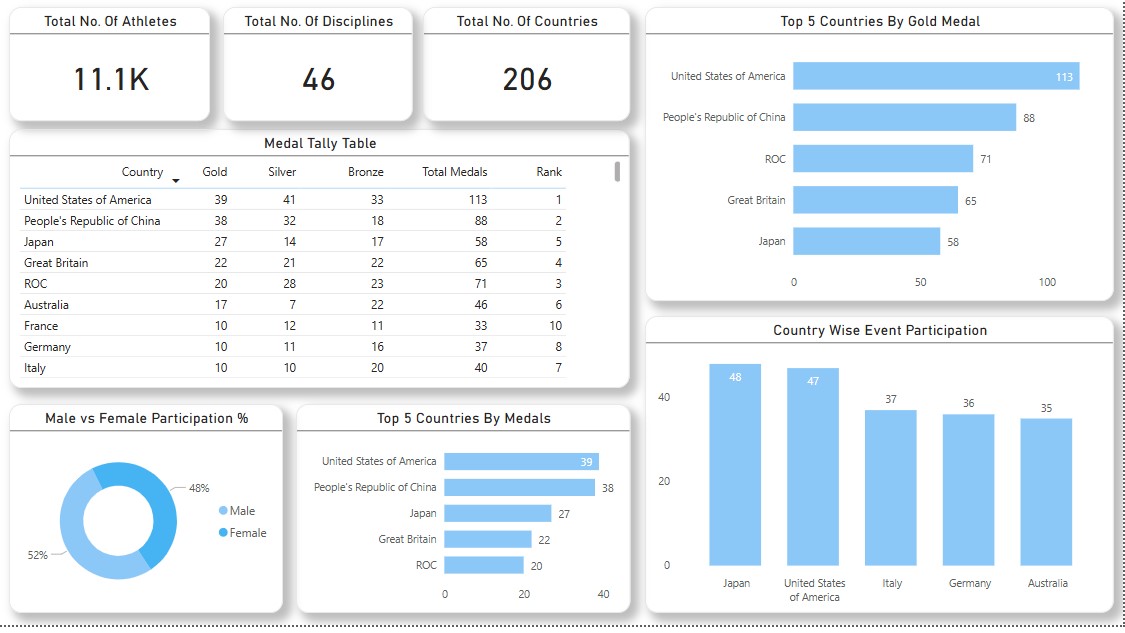 Total No. Of Athletes
11.1K
Total No. Of Disciplines
46
Total No. Of Countries
206
Top 5 Countries By Gold Medal
United States of America 113
People's Republic of China 88
ROC 71
Great Britain 65
Japan 58
0 50 100
Medal Tally Table
Country Gold Silver Bronze Total Medals Rank
United States of America 39 41 33 113 1
People's Republic of China 38 32 18 88 2
Japan 27 14 17 58 5
Great Britain 22 21 22 65 4
ROC 20 28 23 71 3
Australia 17 7 22 46 6
France 10 12 11 33 10
Germany 10 11 16 37 8
Italy 10 10 20 40 7
Country Wise Event Participation
40
20
0
48
47
37
36
35
Japan
United States
of America
Italy
Germany
Australia
Male vs Female Participation %
48%
52%
Male
Female
Top 5 Countries By Medals
United States of America 39
People's Republic of China 38
Japan 27
Great Britain 22
ROC 20
0 20 40